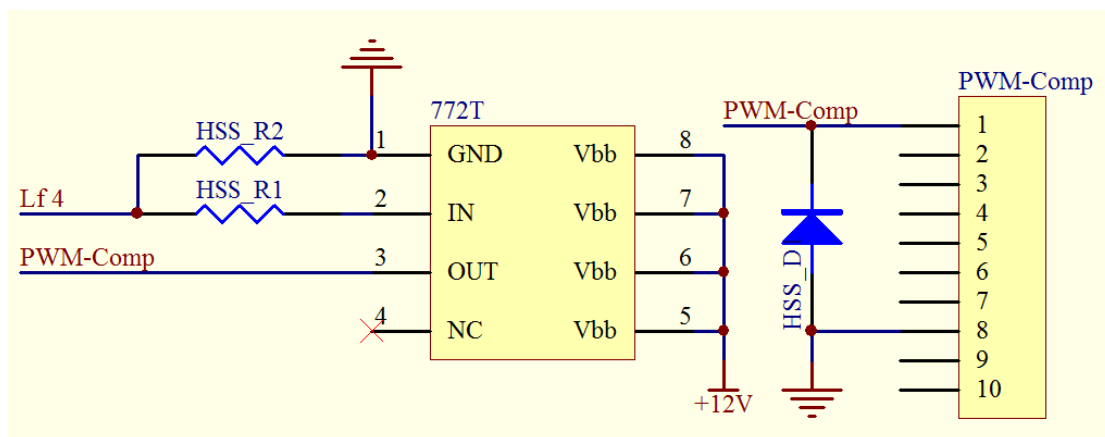 PWM-Comp
772T
PWM-Comp
HSS_R2
1
GND
Vbb
8
1
2
HSS_R1
3
Lf 4
2
IN
Vbb
7
4
PWM-Comp
5
3
OUT
Vbb
6
6
HSS_D
7
4
NC
Vbb
5
8
9
+12V
10